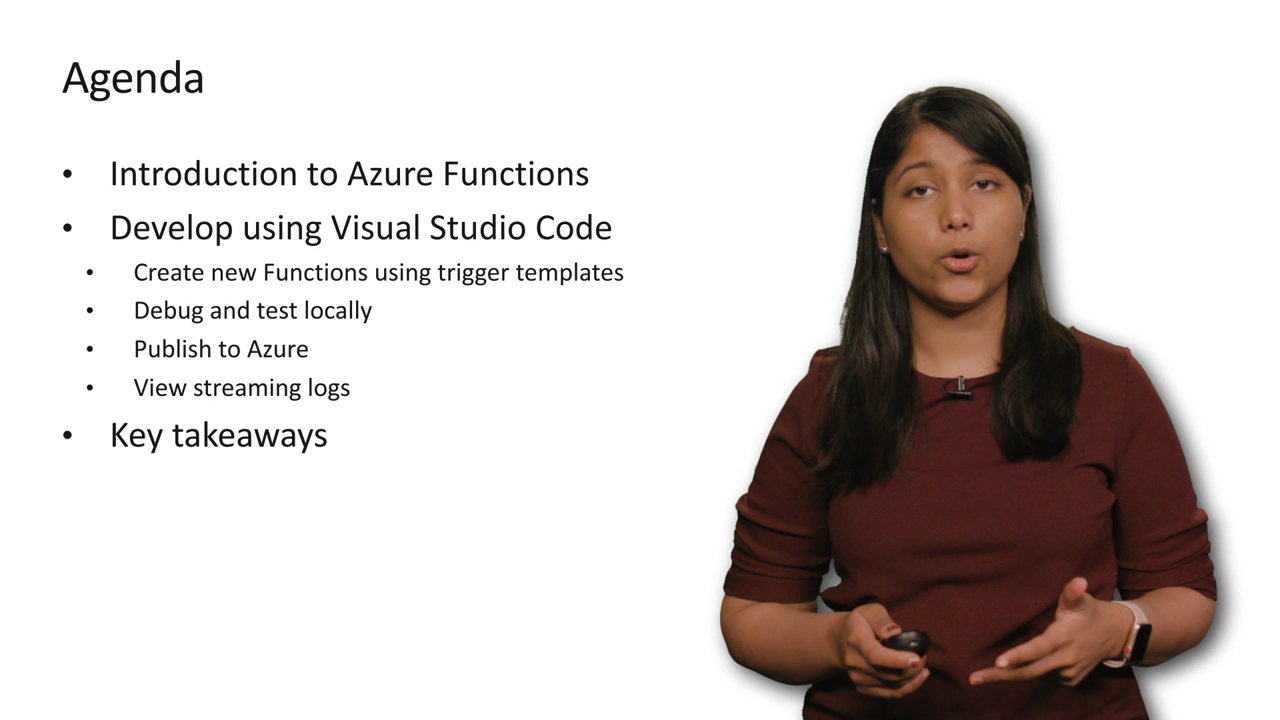 Agenda
• Introduction to Azure Functions
• Develop using Visual Studio Code
• Create new Functions using trigger templates
• Debug and test locally
• Publish to Azure
• View streaming logs
• Key takeaways